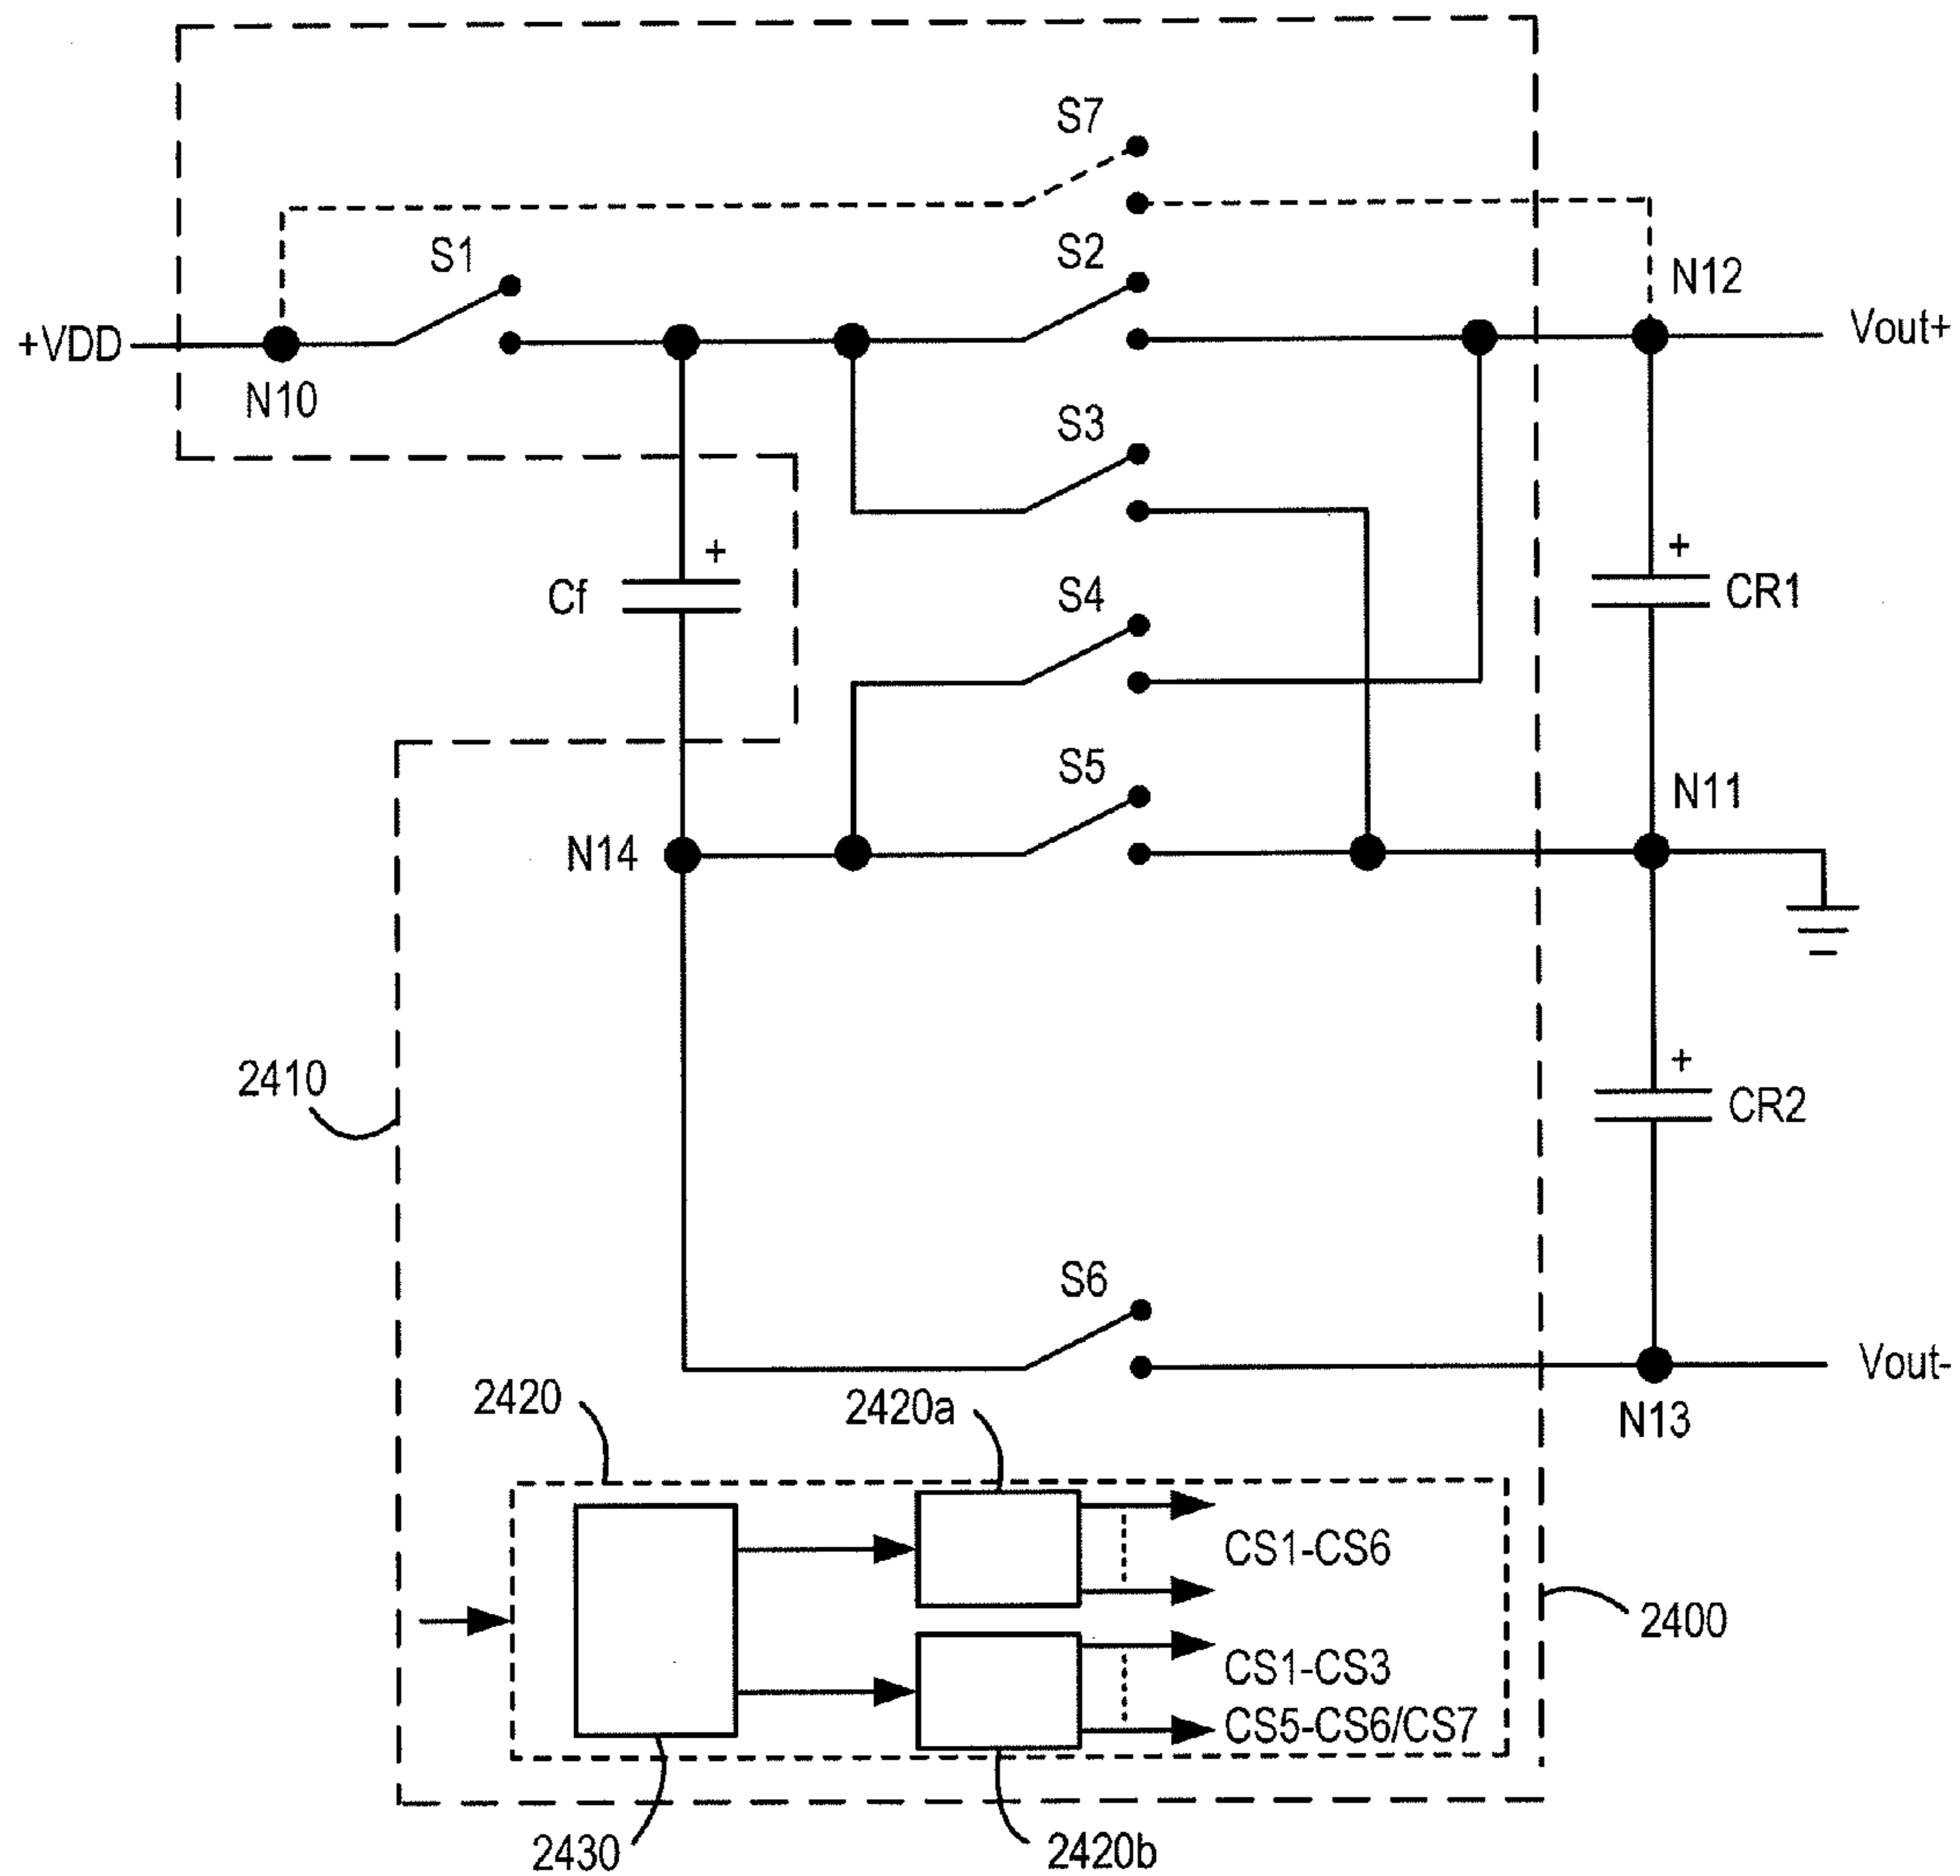 S7
S1
S2
N12
+VDD
Vout+
N10
S3
+
+
Cf
S4
CR1
S5
N11
N14
2410
+
CR2
S6
Vout-
2420
2420a
N13
CS1-CS6
2400
CS1-CS3
CS5-CS6/CS7
2430
2420b